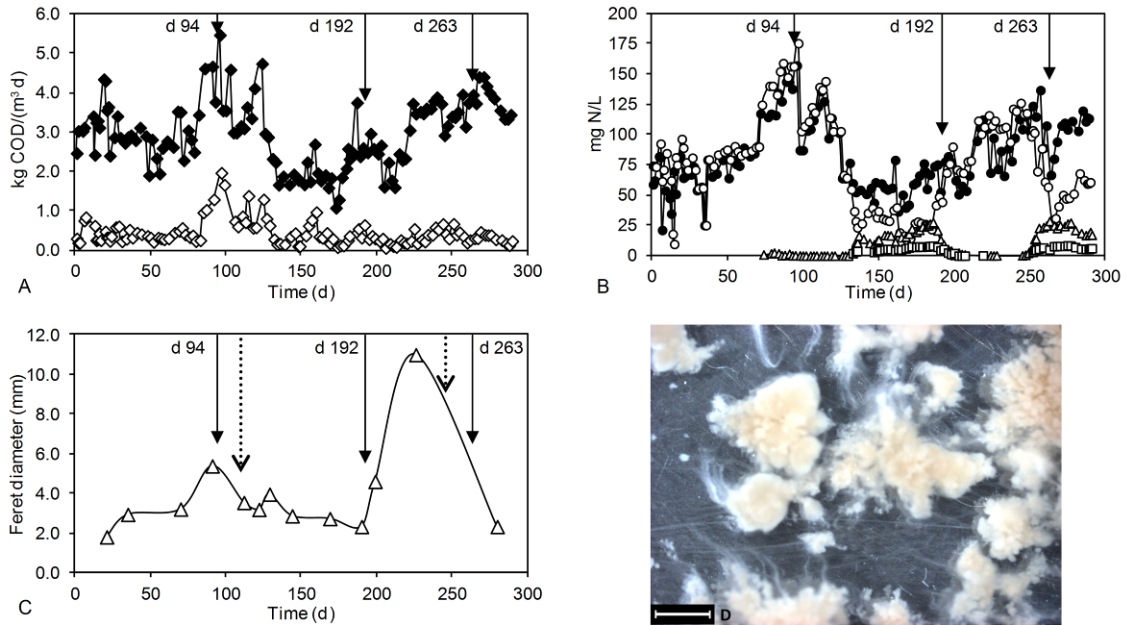 d 94
d 192
d 263
kg COD/(m³ d)
6.0
5.0
4.0
3.0
2.0
1.0
0.0
0
50
100
150
200
250
300
Time (d)
A
d 94
d 192
d 263
mg N/L
200
175
150
125
100
75
50
25
0
0
50
100
150
200
250
300
Time (d)
B
d 94
d 192
d 263
Feret diameter (mm)
12.0
10.0
8.0
6.0
4.0
2.0
0.0
0
50
100
150
200
250
300
Time (d)
C
D